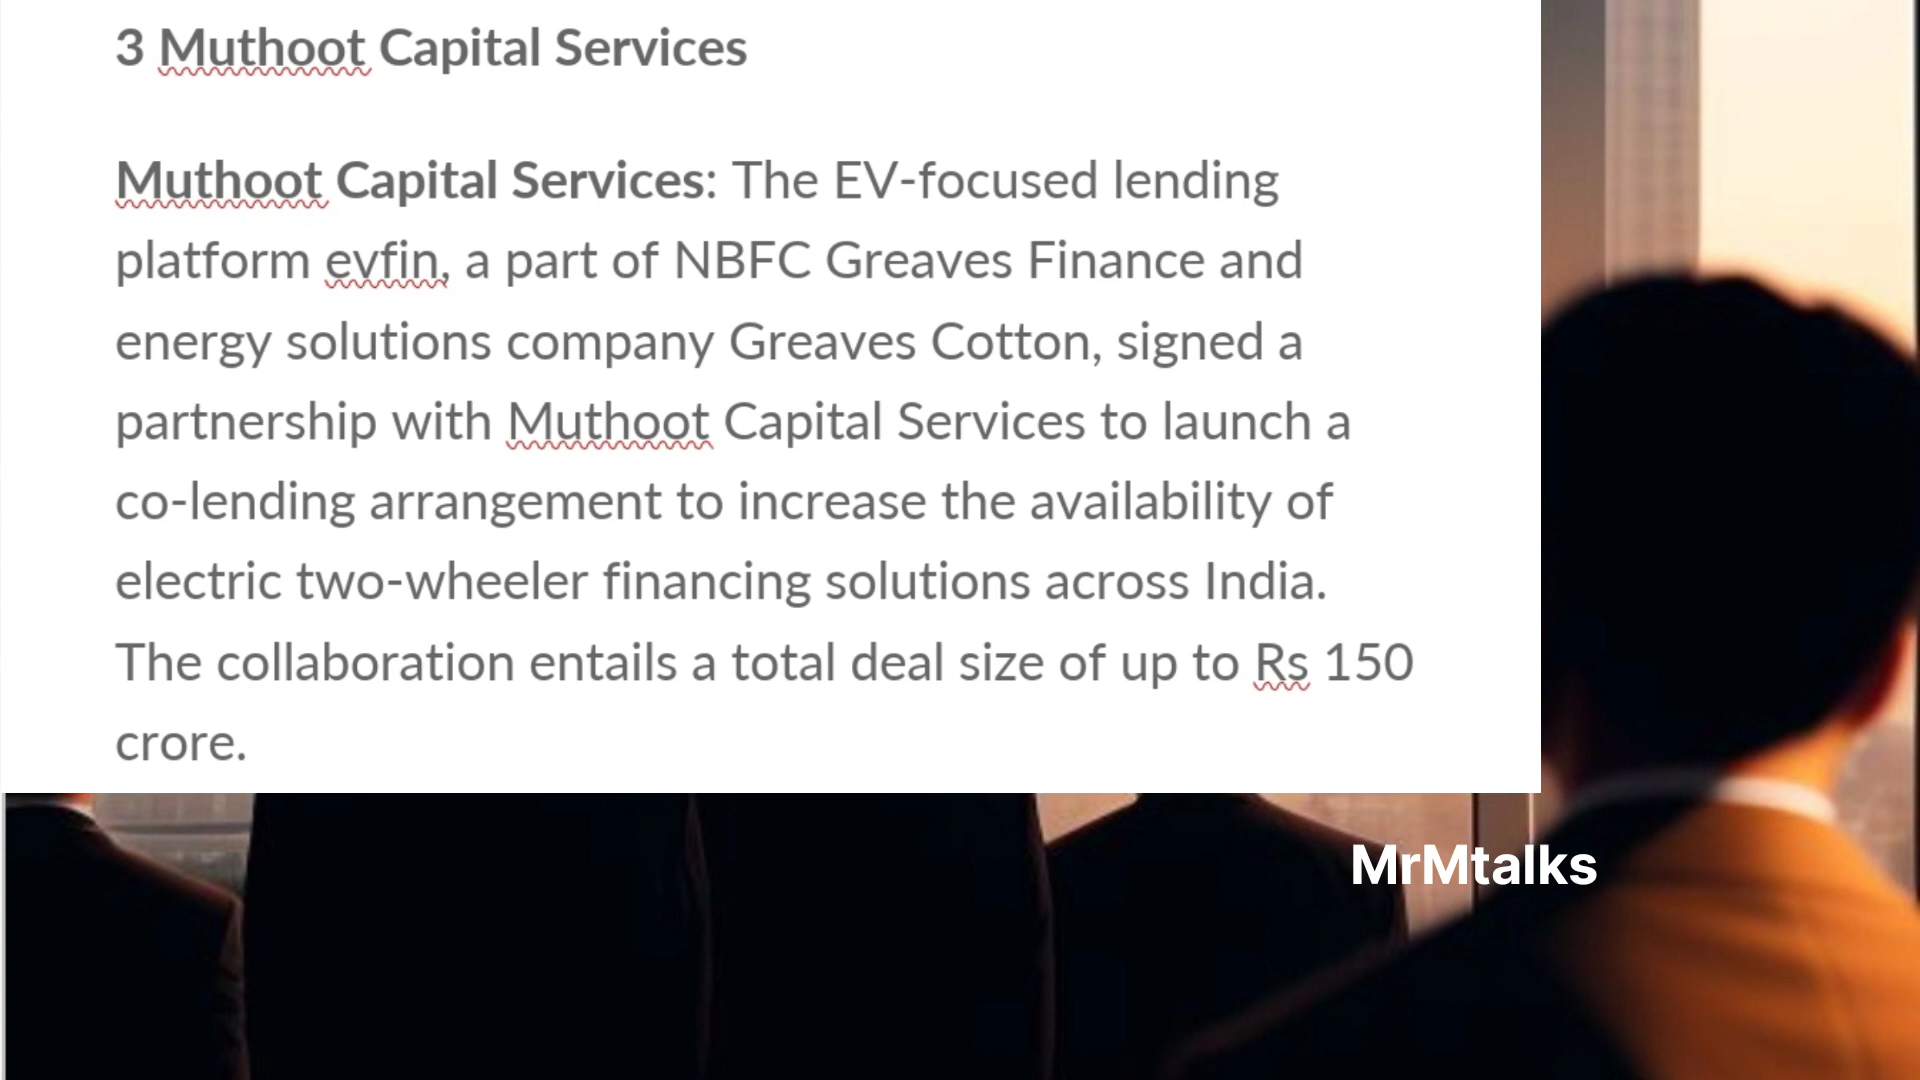 3 Muthoot Capital Services
Muthoot Capital Services: The EV-focused lending
platform evfin, a part of NBFC Greaves Finance and
energy solutions company Greaves Cotton, signed a
partnership with Muthoot Capital Services to launch a
co-lending arrangement to increase the availability of
electric two-wheeler financing solutions across India.
The collaboration entails a total deal size of up to Rs 150
crore.
MrMtalks